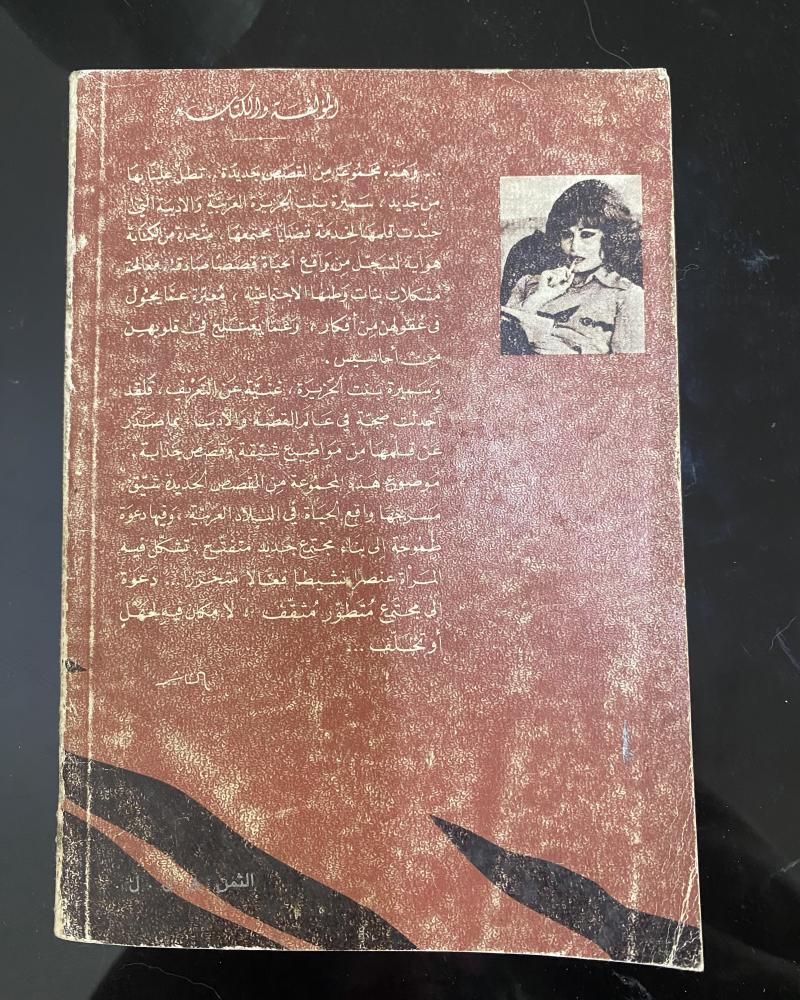 المؤلفة والكتاب
... وهذه مجموعة من القصص جديدة، تطل علينا بها
من جديد، سميرة بنت الجزيرة العربية والاديبة التي
جندت قلمها لخدمة قضايا مجتمعها، متخذة من الكتابة
هواية لتسجل من واقع الحياة قصصا صادقة، معالجة
مشكلات بنات وطنها الاجتماعية، معبرة عما يجول
في عقولهن من أفكار، وعما يعتلج في قلوبهن
من أحاسيس.
وسميرة بنت الجزيرة، غنية عن التعريف، فلقد
أحدثت ضجة في عالم القصة والأدب بما صدر
عن قلمها من مواضيع شيقة وقصص جذابة.
موضوع هذه المجموعة من القصص الجديدة شيق،
مسرحها واقع الحياة في البلاد العربية، وفيها دعوة
طموحة الى بناء مجتمع جديد متفتح، تشكل فيه
المرأة عنصرا نشيطا فعالا متحررا.. دعوة
الى مجتمع متطور مثقف، لا مكان فيه لجهل
أو تخلف..
الناشر
الثمن ل